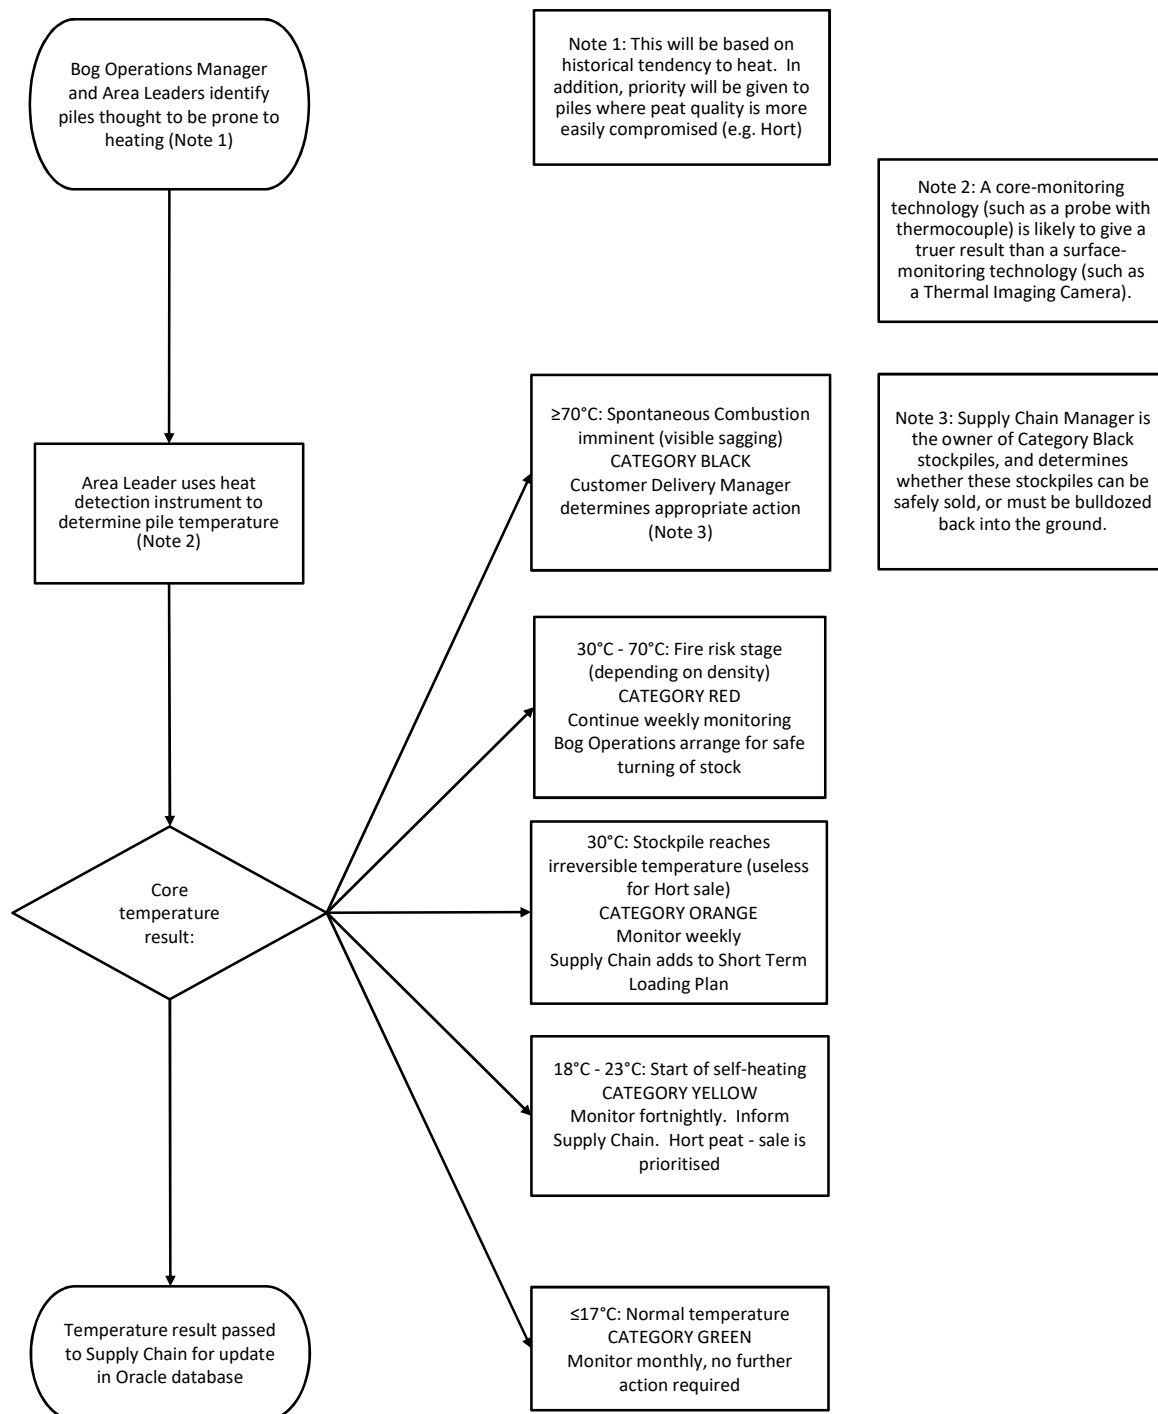 Bog Operations Manager
and Area Leaders identify
piles thought to be prone to
heating (Note 1)
Note 1: This will be based on
historical tendency to heat.  In
addition, priority will be given to
piles where peat quality is more
easily compromised (e.g. Hort)
Note 2: A core-monitoring
technology (such as a probe with
thermocouple) is likely to give a
truer result than a surface-
monitoring technology (such as
a Thermal Imaging Camera).
Area Leader uses heat
detection instrument to
determine pile temperature
(Note 2)
≥70°C: Spontaneous Combustion
imminent (visible sagging)
CATEGORY BLACK
Customer Delivery Manager
determines appropriate action
(Note 3)
Note 3: Supply Chain Manager is
the owner of Category Black
stockpiles, and determines
whether these stockpiles can be
safely sold, or must be bulldozed
back into the ground.
30°C - 70°C: Fire risk stage
(depending on density)
CATEGORY RED
Continue weekly monitoring
Bog Operations arrange for safe
turning of stock
Core
temperature
result:
30°C: Stockpile reaches
irreversible temperature (useless
for Hort sale)
CATEGORY ORANGE
Monitor weekly
Supply Chain adds to Short Term
Loading Plan
18°C - 23°C: Start of self-heating
CATEGORY YELLOW
Monitor fortnightly.  Inform
Supply Chain.  Hort peat - sale is
prioritised
Temperature result passed
to Supply Chain for update
in Oracle database
≤17°C: Normal temperature
CATEGORY GREEN
Monitor monthly, no further
action required